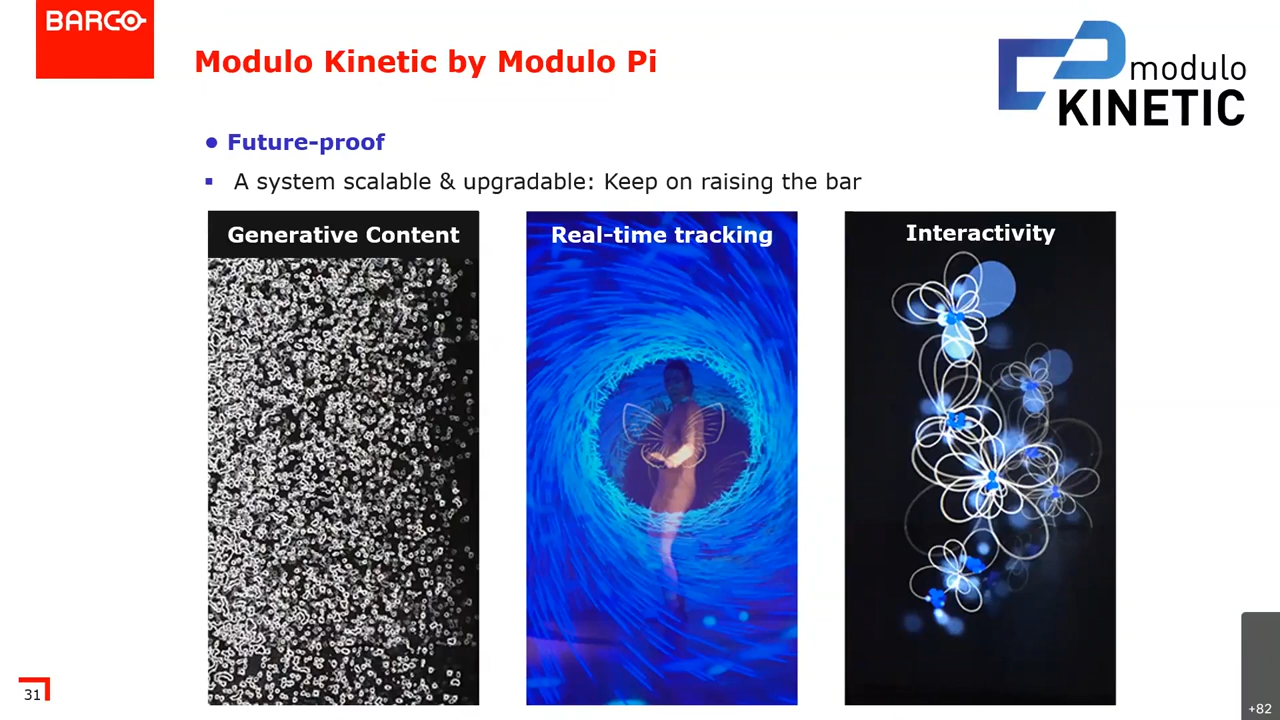 BARCO
Modulo Kinetic by Modulo Pi
modulo
KINETIC
• Future-proof
▪ A system scalable & upgradable: Keep on raising the bar
Generative Content
Real-time tracking
Interactivity
31
+82